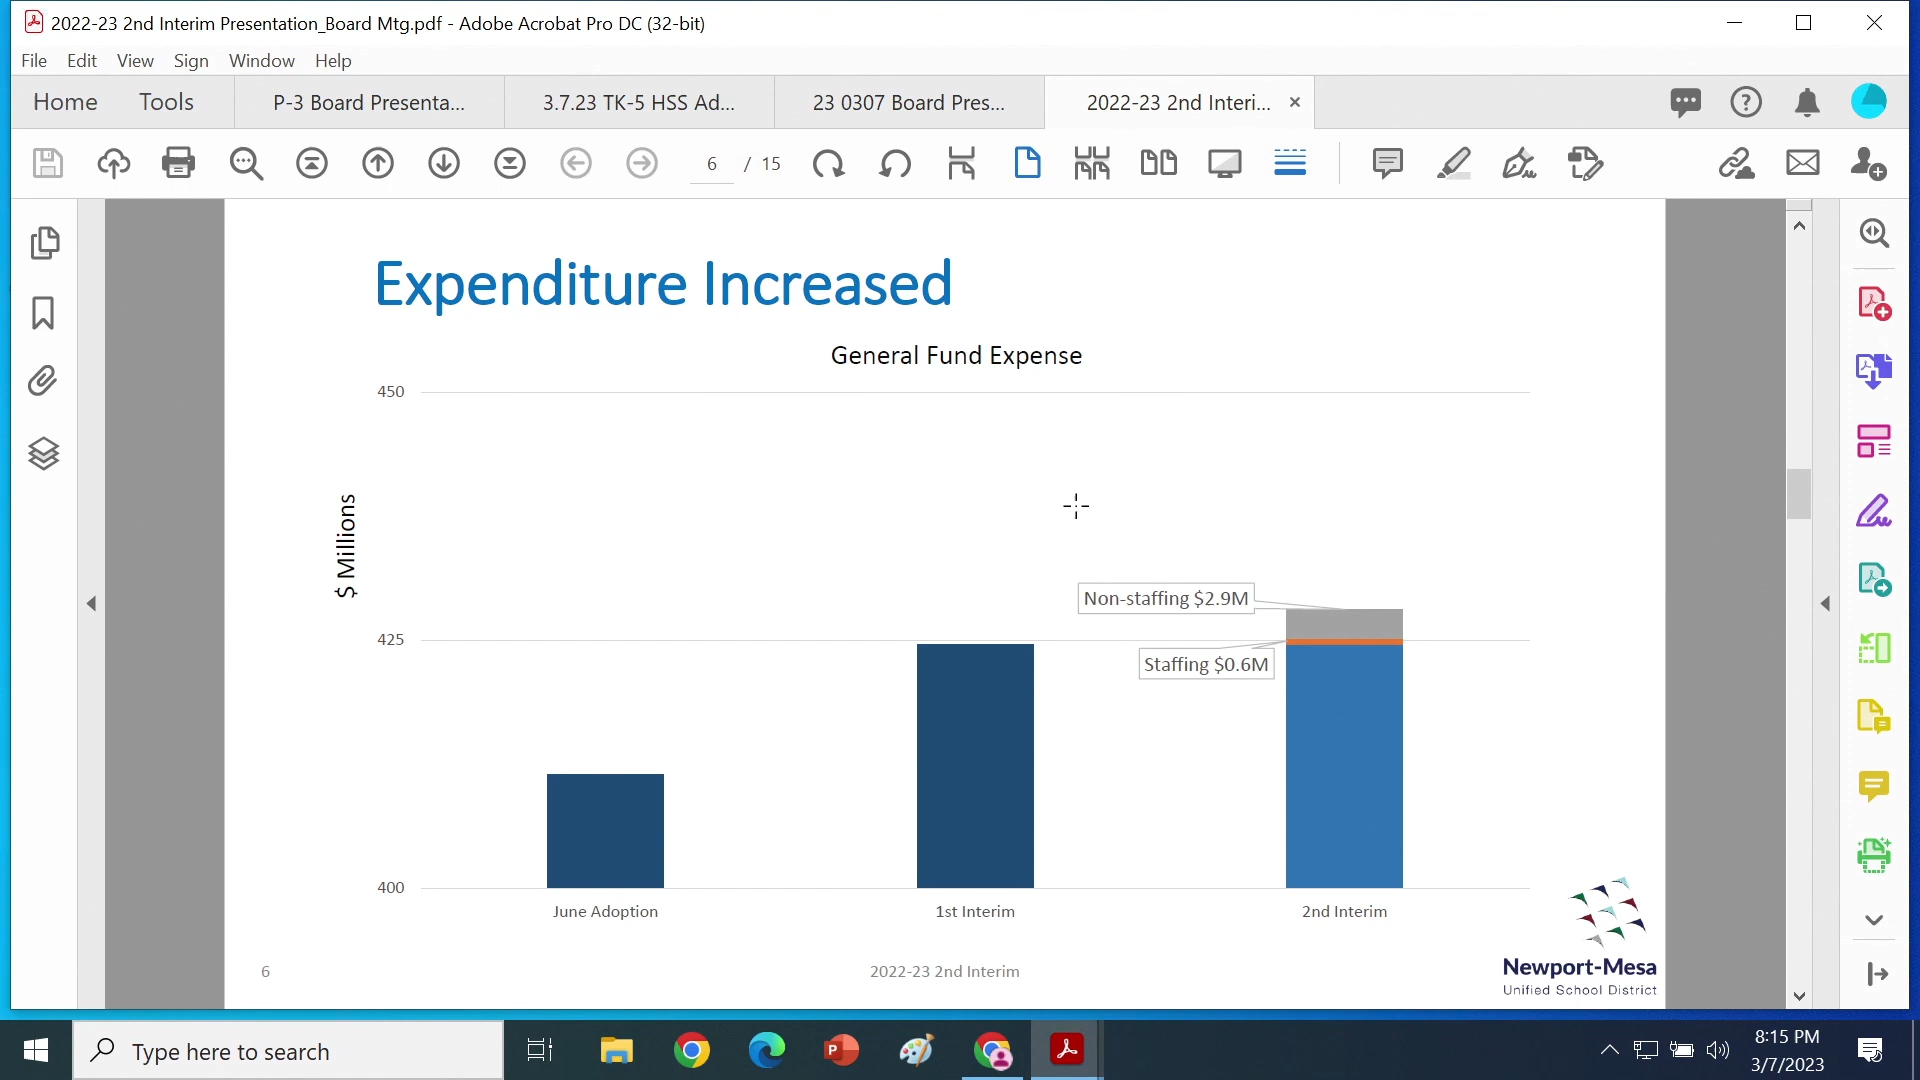 2022-23 2nd Interim Presentation_Board Mtg.pdf - Adobe Acrobat Pro DC (32-bit)
File Edit View Sign Window Help
Home Tools P-3 Board Presenta... 3.7.23 TK-5 HSS Ad... 23 0307 Board Pres... 2022-23 2nd Interi... ×
6 / 15
Expenditure Increased
General Fund Expense
450
$ Millions
Non-staffing $2.9M
425
Staffing $0.6M
400
June Adoption 1st Interim 2nd Interim
6 2022-23 2nd Interim
Newport-Mesa
Unified School District
Type here to search
8:15 PM
3/7/2023